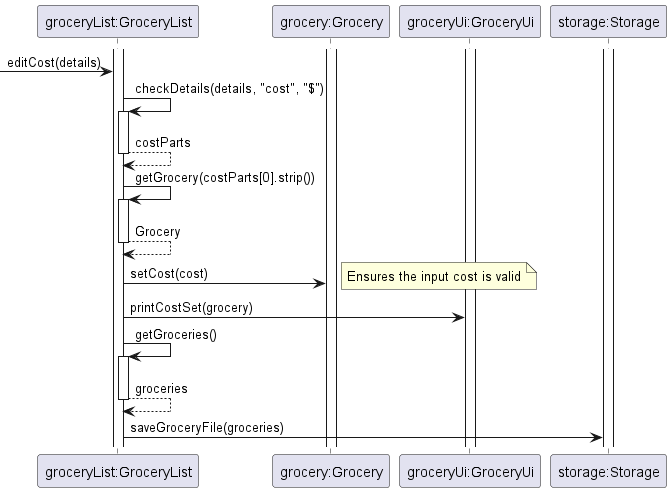 groceryList:GroceryList
grocery:Grocery
groceryUi:GroceryUi
storage:Storage
editCost(details)
checkDetails(details, "cost", "$")
costParts
getGrocery(costParts[0].strip())
Grocery
setCost(cost)
Ensures the input cost is valid
printCostSet(grocery)
getGroceries()
groceries
saveGroceryFile(groceries)
groceryList:GroceryList
grocery:Grocery
groceryUi:GroceryUi
storage:Storage